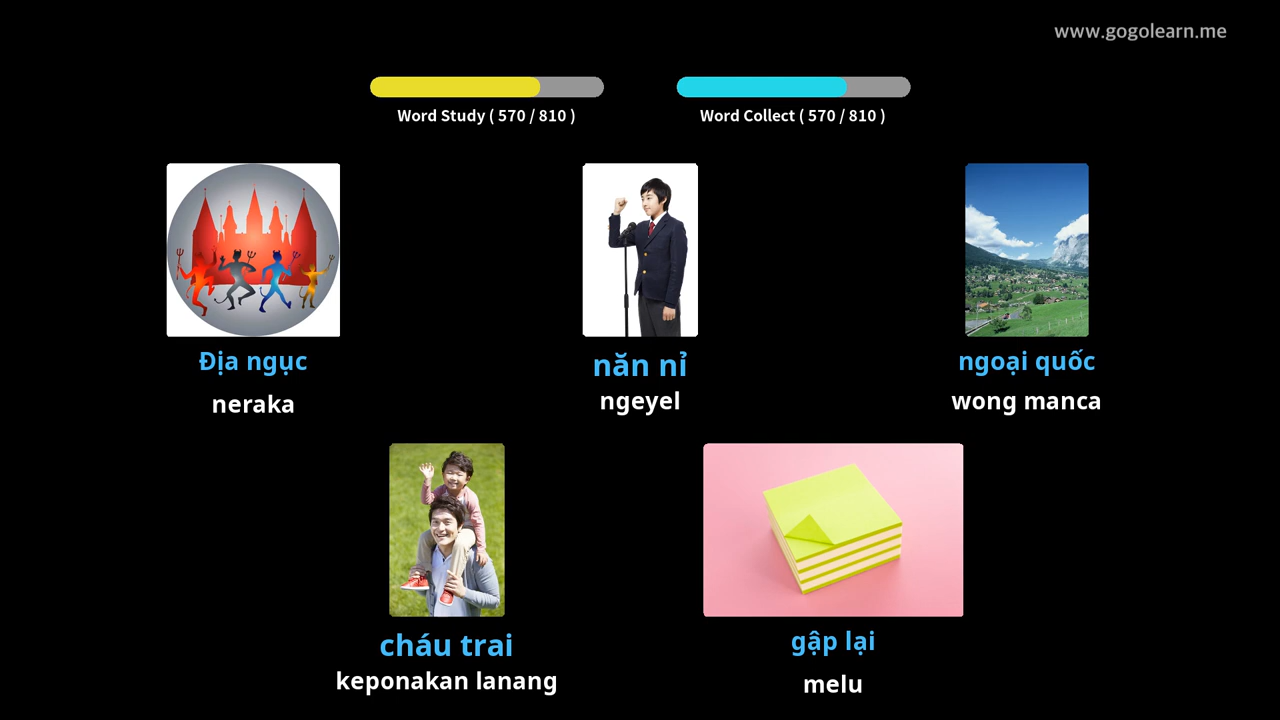 www.gogolearn.me
Word Study ( 570 / 810 )
Word Collect ( 570 / 810 )
Địa ngục
neraka
năn nỉ
ngeyel
ngoại quốc
wong manca
cháu trai
keponakan lanang
gập lại
melu